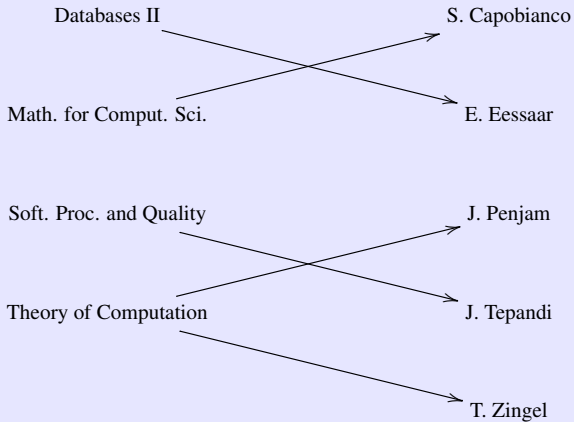 Databases II
S. Capobianco
Math. for Comput. Sci.
E. Eessaar
Soft. Proc. and Quality
J. Penjam
Theory of Computation
J. Tepandi
T. Zingel